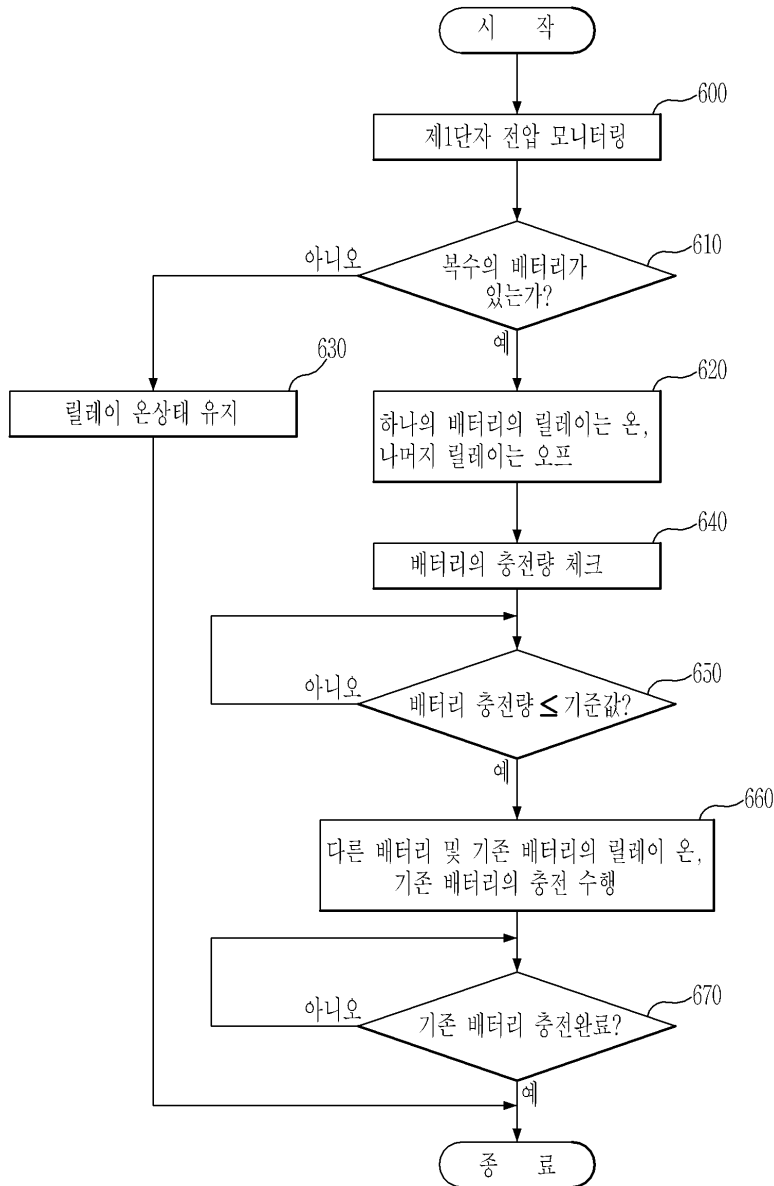 시 작
600
제1단자 전압 모니터링
610
복수의 배터리가
있는가?
아니오
예
630
릴레이 온상태 유지
620
하나의 배터리의 릴레이는 온,
나머지 릴레이는 오프
640
배터리의 충전량 체크
650
배터리 충전량 ≤ 기준값?
아니오
예
660
다른 배터리 및 기존 배터리의 릴레이 온,
기존 배터리의 충전 수행
670
기존 배터리 충전완료?
아니오
예
종 료